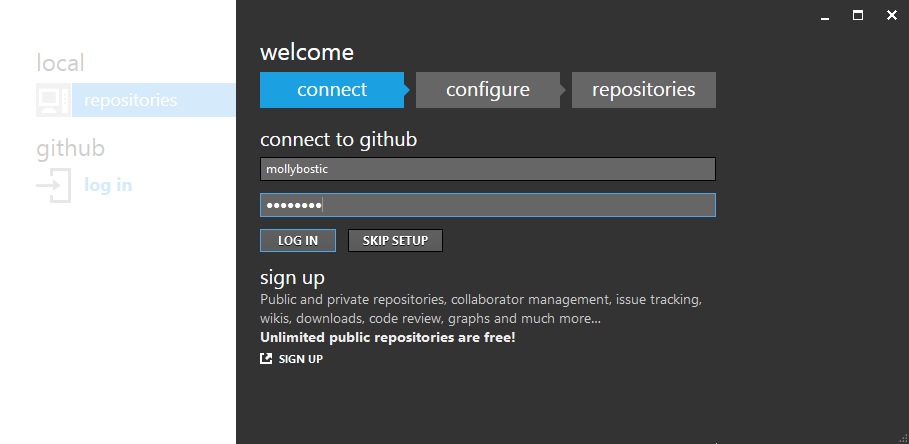 local
repositories
github
log in
welcome
connect
configure
repositories
connect to github
mollybostic
••••••••
LOG IN
SKIP SETUP
sign up
Public and private repositories, collaborator management, issue tracking,
wikis, downloads, code review, graphs and much more...
Unlimited public repositories are free!
SIGN UP